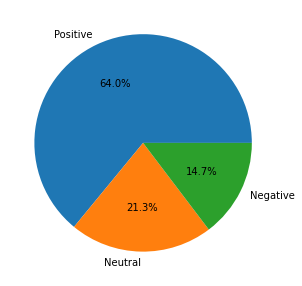 Positive
64.0%
14.7%
Negative
21.3%
Neutral